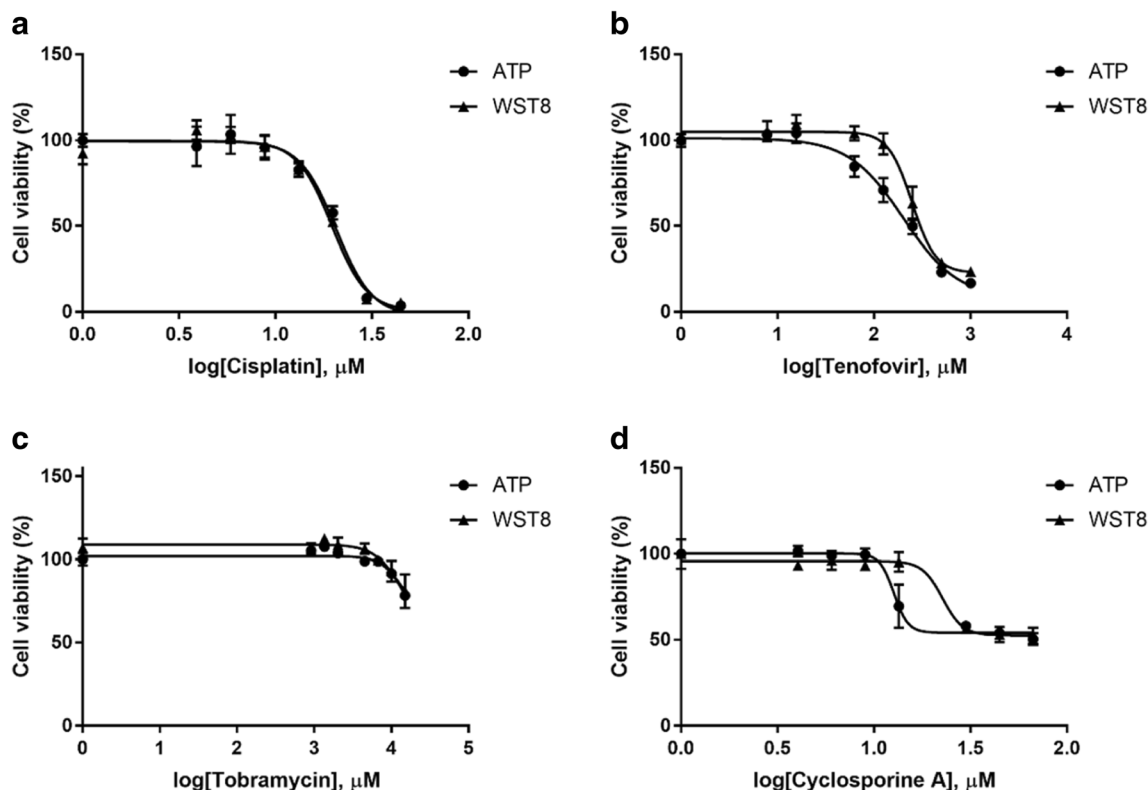 a
150
100
50
0
Cell viability (%)
0.0 0.5 1.0 1.5 2.0
log[Cisplatin], μM
ATP
WST8
b
150
100
50
0
Cell viability (%)
0 1 2 3 4
log[Tenofovir], μM
ATP
WST8
c
150
100
50
0
Cell viability (%)
0 1 2 3 4 5
log[Tobramycin], μM
ATP
WST8
d
150
100
50
0
Cell viability (%)
0.0 0.5 1.0 1.5 2.0
log[Cyclosporine A], μM
ATP
WST8